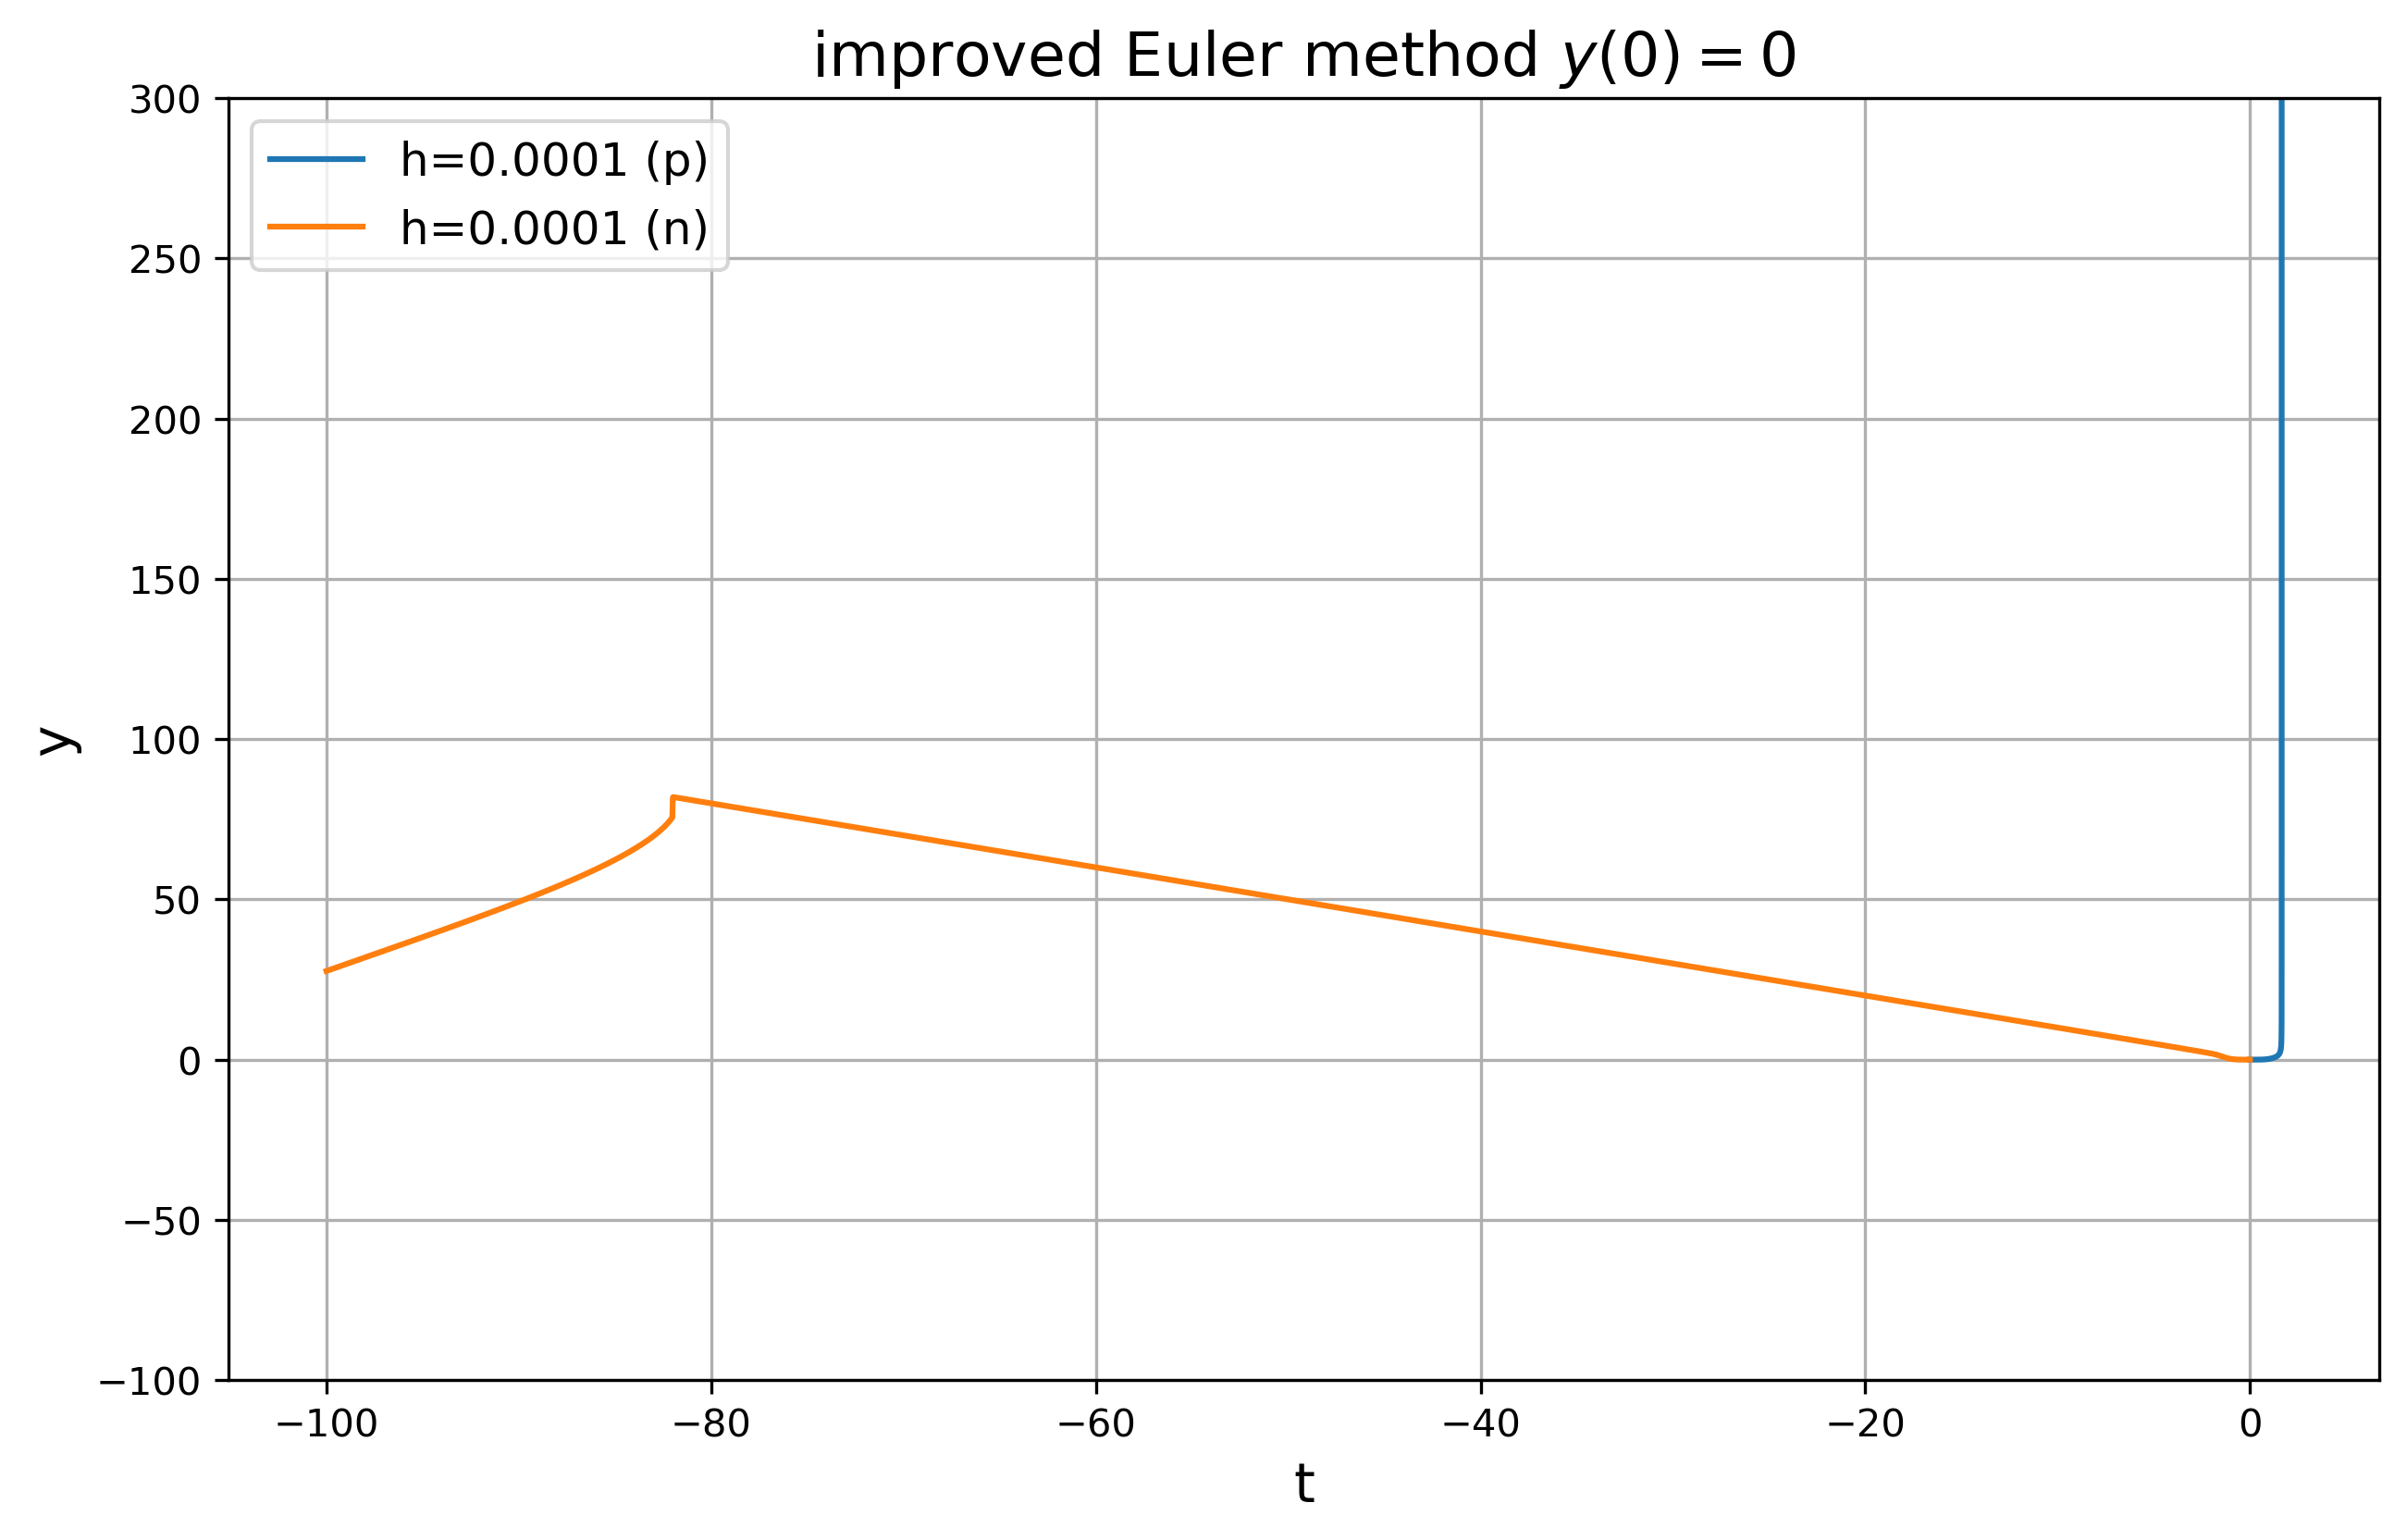 improved Euler method y(0) = 0
h=0.0001 (p)
h=0.0001 (n)
300
250
200
150
100
50
0
−50
−100
y
−100 −80 −60 −40 −20 0
t